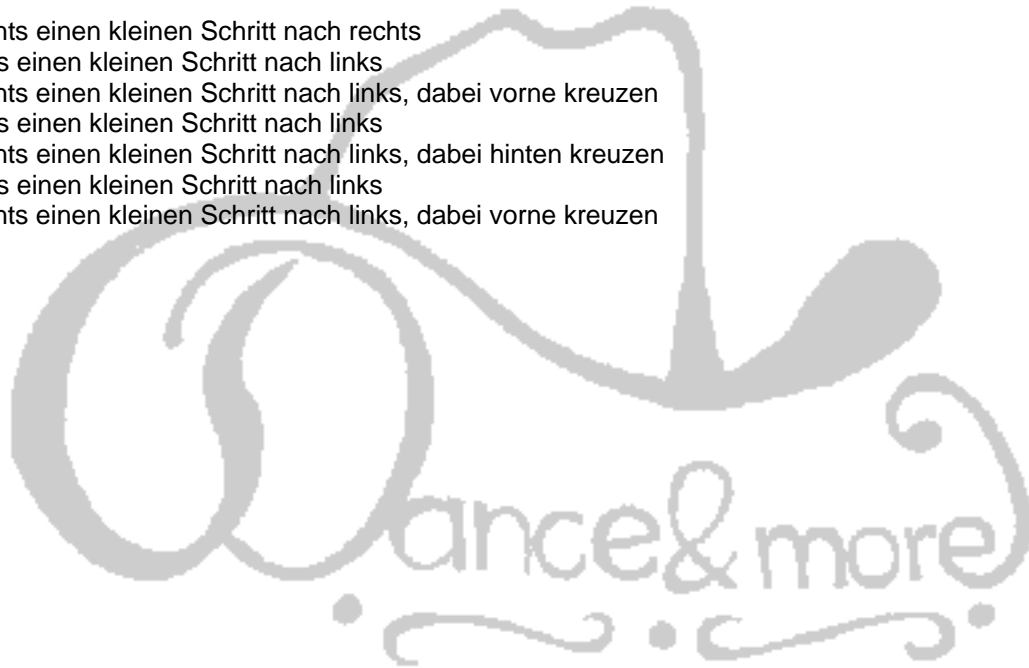 hts einen kleinen Schritt nach rechts
s einen kleinen Schritt nach links
hts einen kleinen Schritt nach links, dabei vorne kreuzen
s einen kleinen Schritt nach links
hts einen kleinen Schritt nach links, dabei hinten kreuzen
s einen kleinen Schritt nach links
hts einen kleinen Schritt nach links, dabei vorne kreuzen
Dance & more